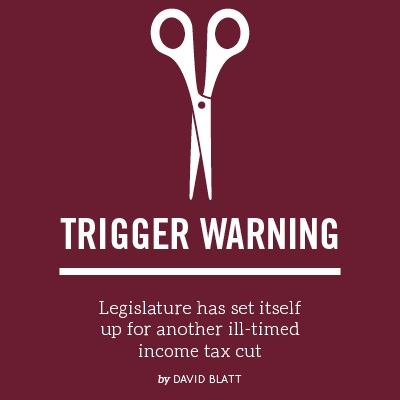 TRIGGER WARNING
Legislature has set itself
up for another ill-timed
income tax cut
by DAVID BLATT